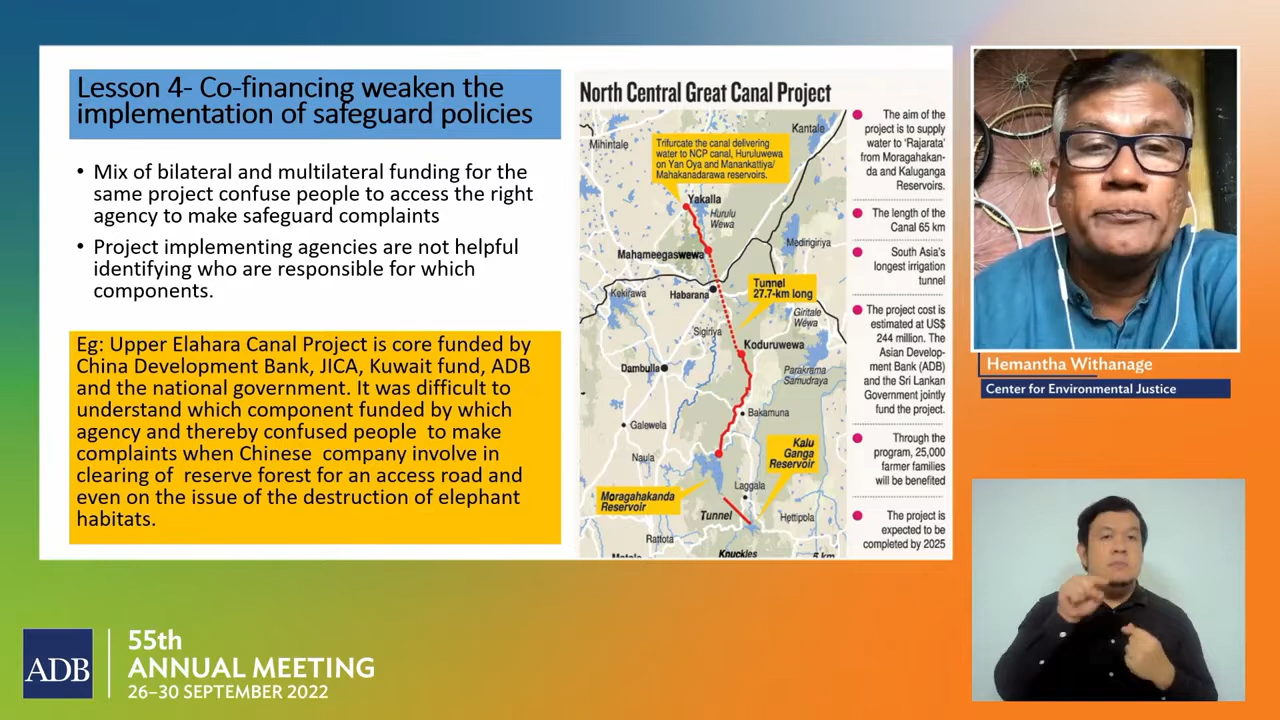 Lesson 4- Co-financing weaken the
implementation of safeguard policies
• Mix of bilateral and multilateral funding for the
same project confuse people to access the right
agency to make safeguard complaints
• Project implementing agencies are not helpful
identifying who are responsible for which
components.
Eg: Upper Elahara Canal Project is core funded by
China Development Bank, JICA, Kuwait fund, ADB
and the national government. It was difficult to
understand which component funded by which
agency and thereby confused people to make
complaints when Chinese company involve in
clearing of reserve forest for an access road and
even on the issue of the destruction of elephant
habitats.
North Central Great Canal Project
Kantale
Mihintale
Trifurcate the canal delivering
water to NCP canal, Huruluwewa
on Yan Oya and Manankattiya/
Mahakanadarawa reservoirs.
Yakalla
Hurulu
Wewa
Medirigiriya
Mahameegaswewa
Tunnel
27.7-km long
Kekirawa
Habarana
Giritale
Wewa
Sigiriya
Koduruwewa
Dambulla
Parakrama
Samudraya
Bakamuna
Galewela
Kalu
Ganga
Reservoir
Naula
Laggala
Moragahakanda
Reservoir
Tunnel
Hettipola
Rattota
Knuckles
5 km
The aim of the
project is to supply
water to ‘Rajarata’
from Moragahakan-
da and Kaluganga
Reservoirs.
The length of the
Canal 65 km
South Asia's
longest irrigation
tunnel
The project cost is
estimated at US$
244 million. The
Asian Develop-
ment Bank (ADB)
and the Sri Lankan
Government jointly
fund the project.
Through the
program, 25,000
farmer families
will be benefited
The project is
expected to be
completed by 2025
Hemantha Withanage
Center for Environmental Justice
ADB
55th
ANNUAL MEETING
26–30 SEPTEMBER 2022